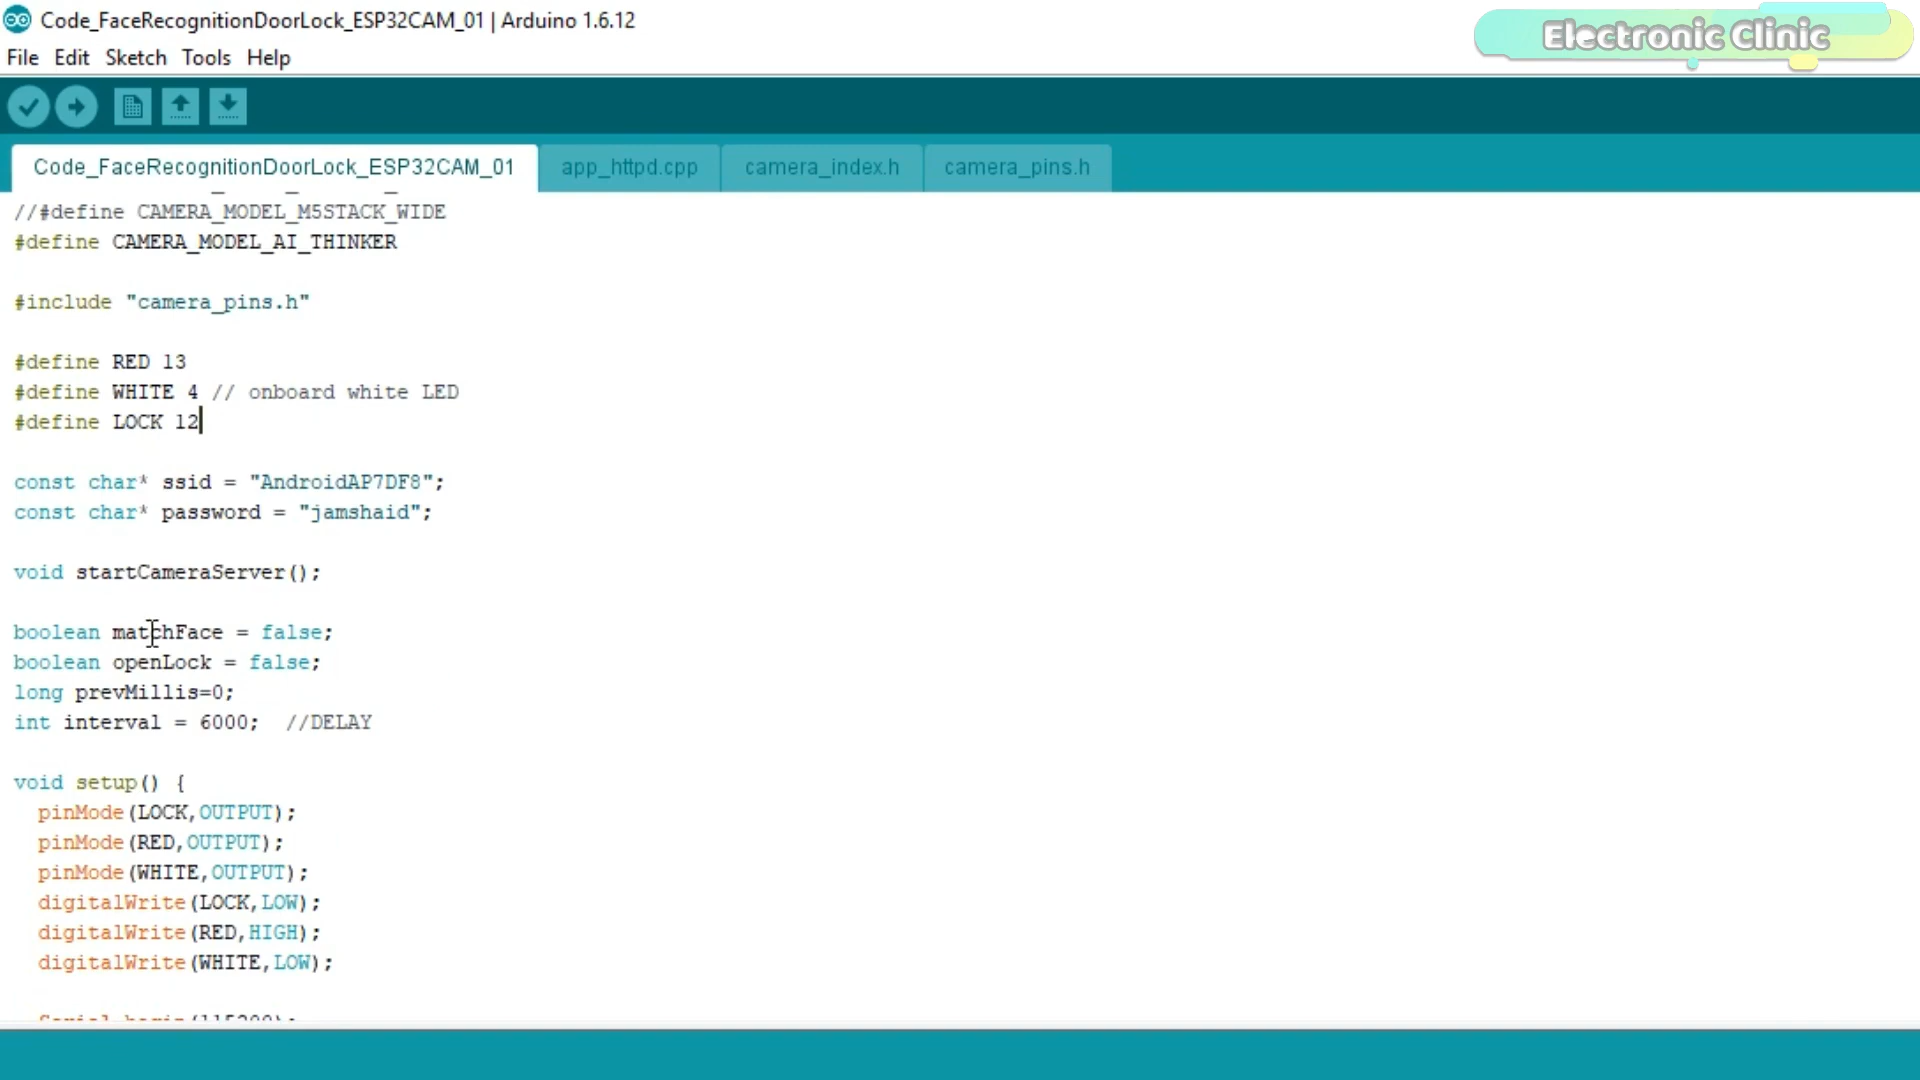 Code_FaceRecognitionDoorLock_ESP32CAM_01 | Arduino 1.6.12
Electronic Clinic
File Edit Sketch Tools Help
Code_FaceRecognitionDoorLock_ESP32CAM_01 app_httpd.cpp camera_index.h camera_pins.h
//#define CAMERA_MODEL_M5STACK_WIDE
#define CAMERA_MODEL_AI_THINKER
#include "camera_pins.h"
#define RED 13
#define WHITE 4 // onboard white LED
#define LOCK 12
const char* ssid = "AndroidAP7DF8";
const char* password = "jamshaid";
void startCameraServer();
boolean matchFace = false;
boolean openLock = false;
long prevMillis=0;
int interval = 6000;  //DELAY
void setup() {
  pinMode(LOCK,OUTPUT);
  pinMode(RED,OUTPUT);
  pinMode(WHITE,OUTPUT);
  digitalWrite(LOCK,LOW);
  digitalWrite(RED,HIGH);
  digitalWrite(WHITE,LOW);
  Serial.begin(115200);